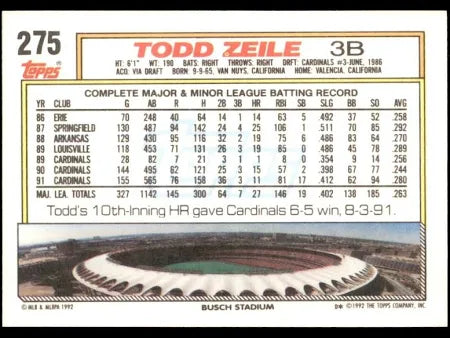 275
Topps
TODD ZEILE 3B
HT: 6'1" WT: 190 BATS: RIGHT THROWS: RIGHT DRFT: CARDINALS #3-JUNE, 1986
ACQ: VIA DRAFT BORN: 9-9-65, VAN NUYS, CALIFORNIA HOME: VALENCIA, CALIFORNIA
COMPLETE MAJOR & MINOR LEAGUE BATTING RECORD
YR CLUB G AB R H 2B 3B HR RBI SB SLG BB SO AVG
86 ERIE 70 248 40 64 14 1 14 63 5 .492 37 52 .258
87 SPRINGFIELD 130 487 94 142 24 4 25 106 1 .511 70 85 .292
88 ARKANSAS 129 430 95 116 32 2 19 75 6 .486 83 64 .270
89 LOUISVILLE 118 453 71 131 26 3 19 85 0 .486 45 78 .289
89 CARDINALS 28 82 7 21 3 1 1 8 0 .354 9 14 .256
90 CARDINALS 144 495 62 121 25 3 15 57 2 .398 67 77 .244
91 CARDINALS 155 565 76 158 36 3 11 81 17 .412 62 94 .280
MAJ. LEA. TOTALS 327 1142 145 300 64 7 27 146 19 .402 138 185 .263
Todd's 10th-Inning HR gave Cardinals 6-5 win, 8-3-91.
BUSCH STADIUM
© MLB & MLBPA 1992
© 1992 THE TOPPS COMPANY, INC.